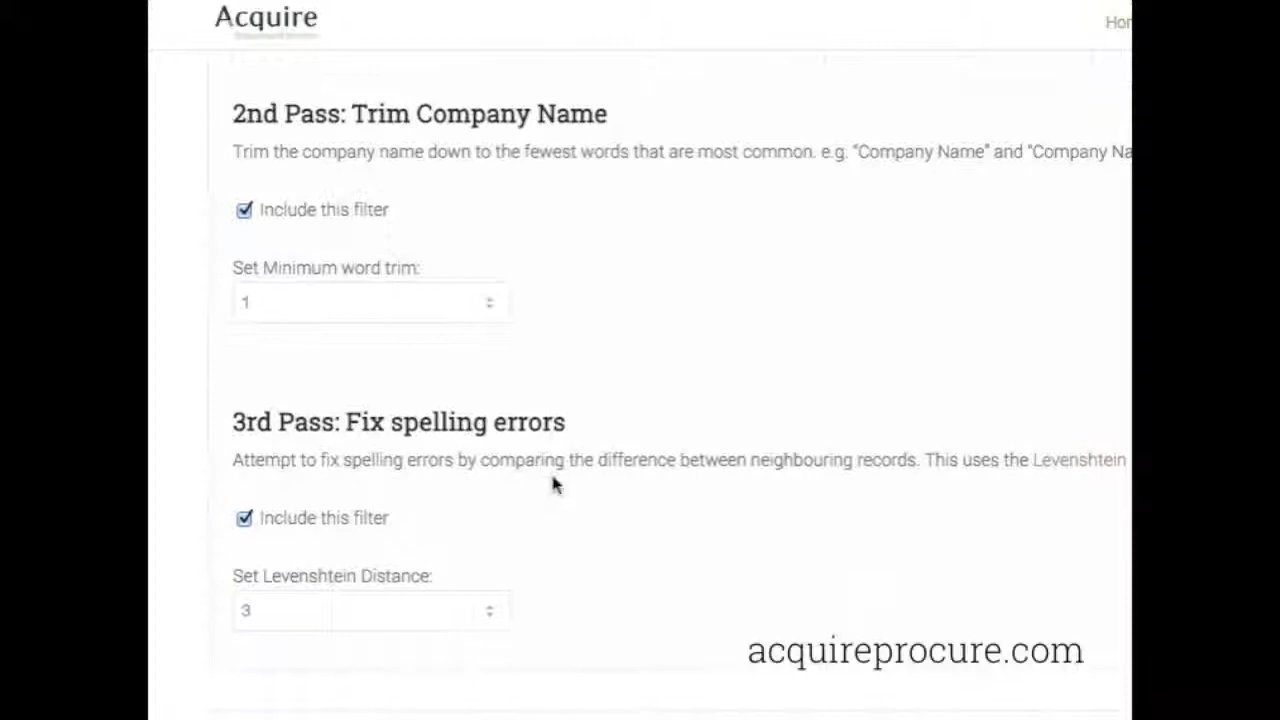 Acquire
Hor
2nd Pass: Trim Company Name
Trim the company name down to the fewest words that are most common. e.g. "Company Name" and "Company Na
Include this filter
Set Minimum word trim:
1
3rd Pass: Fix spelling errors
Attempt to fix spelling errors by comparing the difference between neighbouring records. This uses the Levenshtein
Include this filter
Set Levenshtein Distance:
3
acquireprocure.com